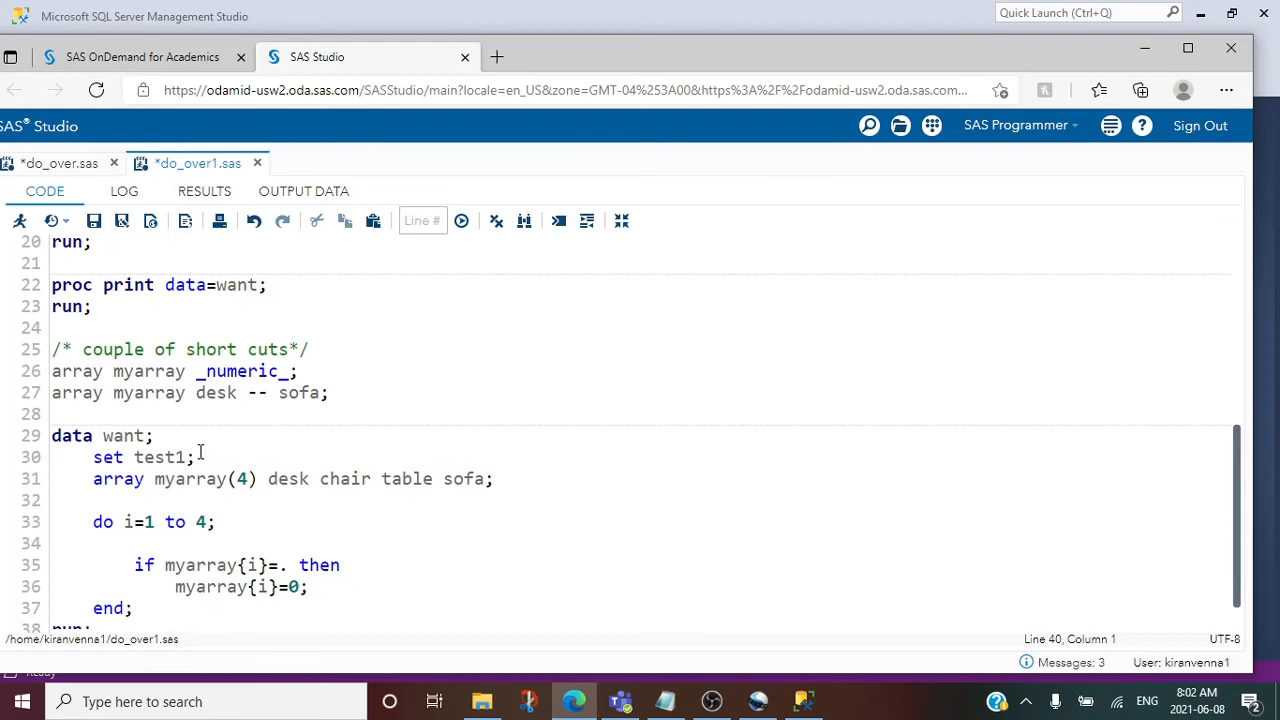 Microsoft SQL Server Management Studio
Quick Launch (Ctrl+Q)
SAS OnDemand for Academics
SAS Studio
https://odamid-usw2.oda.sas.com/SASStudio/main?locale=en_US&zone=GMT-04%253A00&https%3A%2F%2Fodamid-usw2.oda.sas.com...
SAS® Studio
SAS Programmer
Sign Out
*do_over.sas
*do_over1.sas
CODE
LOG
RESULTS
OUTPUT DATA
Line #
20 run;
21
22 proc print data=want;
23 run;
24
25 /* couple of short cuts*/
26 array myarray _numeric_;
27 array myarray desk -- sofa;
28
29 data want;
30 set test1;
31 array myarray(4) desk chair table sofa;
32
33 do i=1 to 4;
34
35 if myarray{i}=. then
36 myarray{i}=0;
37 end;
38 run;
/home/kiranvenna1/do_over1.sas
Line 40, Column 1
UTF-8
Messages: 3
User: kiranvenna1
Ready
Type here to search
ENG
8:02 AM
2021-06-08
2